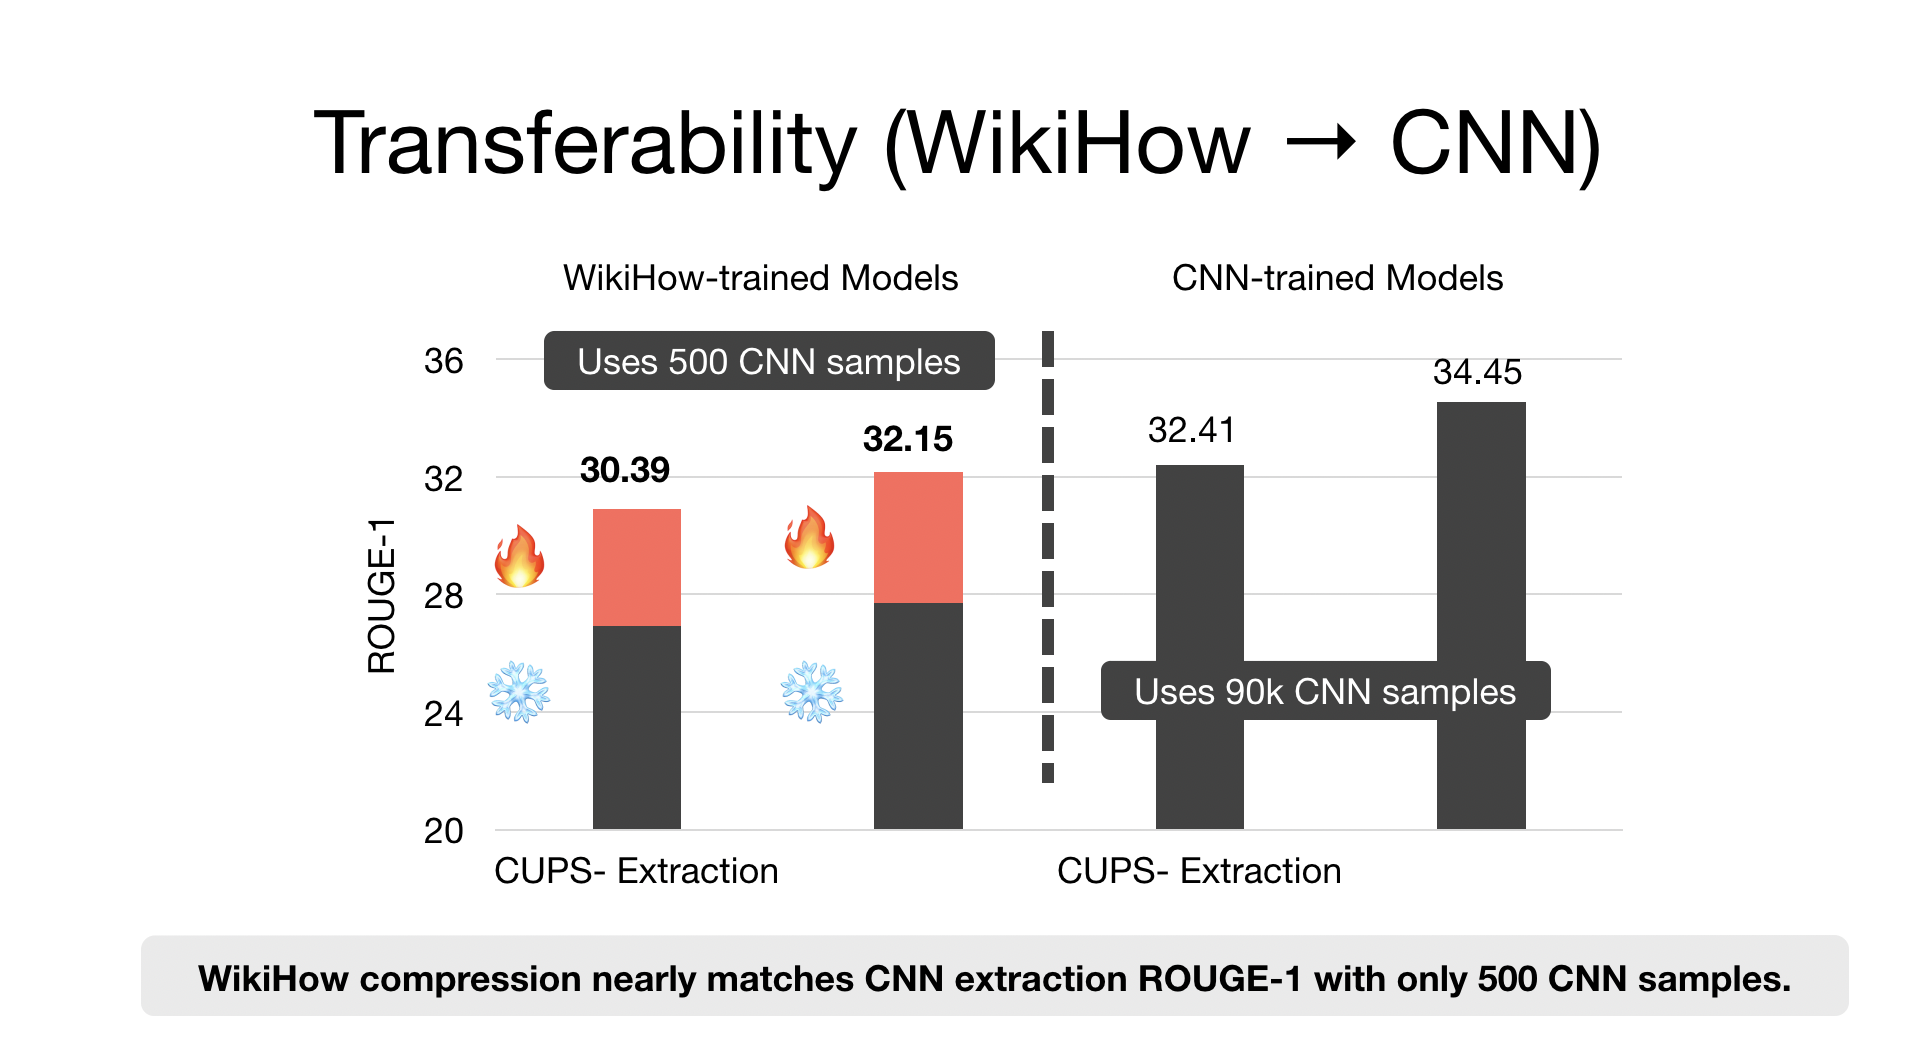 Transferability (WikiHow → CNN)
WikiHow-trained Models
CNN-trained Models
Uses 500 CNN samples
36
32
28
24
20
ROUGE-1
30.39
32.15
32.41
34.45
Uses 90k CNN samples
CUPS- Extraction
CUPS- Extraction
WikiHow compression nearly matches CNN extraction ROUGE-1 with only 500 CNN samples.